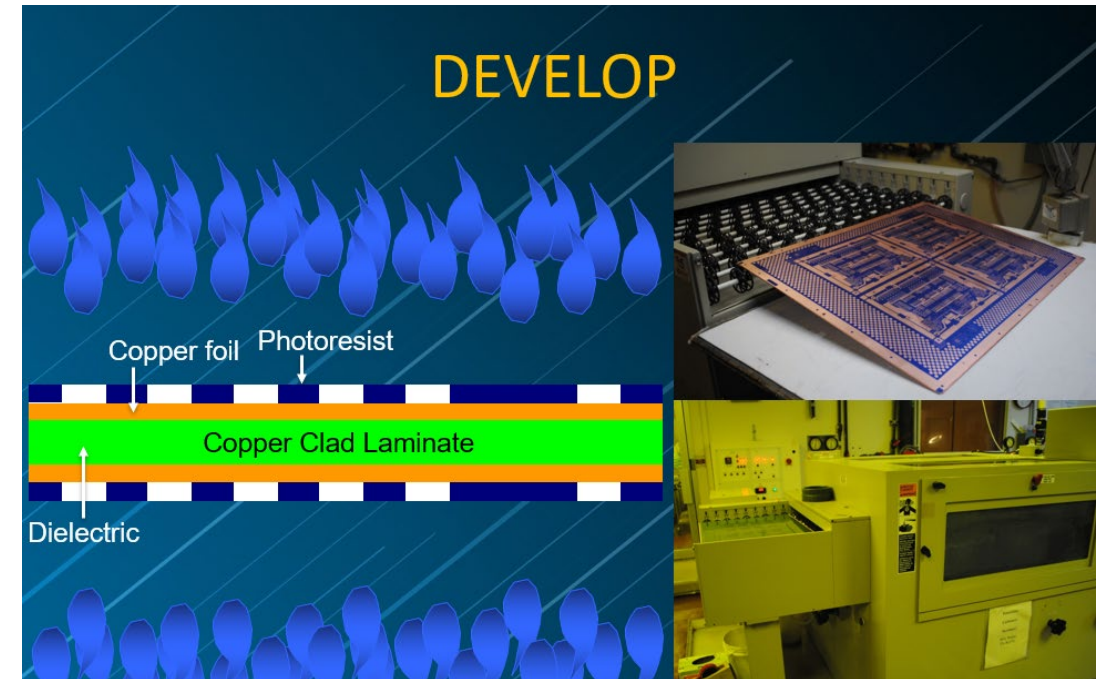 DEVELOP
Copper foil
Photoresist
Copper Clad Laminate
Dielectric